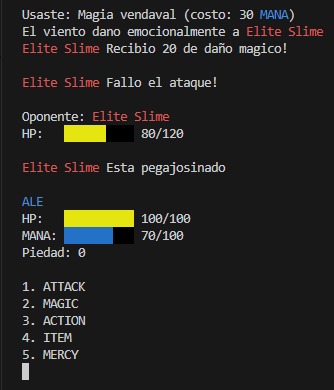 Usaste: Magia vendaval (costo: 30 MANA)
El viento dano emocionalmente a Elite Slime
Elite Slime Recibio 20 de daño magico!
Elite Slime Fallo el ataque!
Oponente: Elite Slime
HP: 80/120
Elite Slime Esta pegajosinado
ALE
HP: 100/100
MANA: 70/100
Piedad: 0
1. ATTACK
2. MAGIC
3. ACTION
4. ITEM
5. MERCY